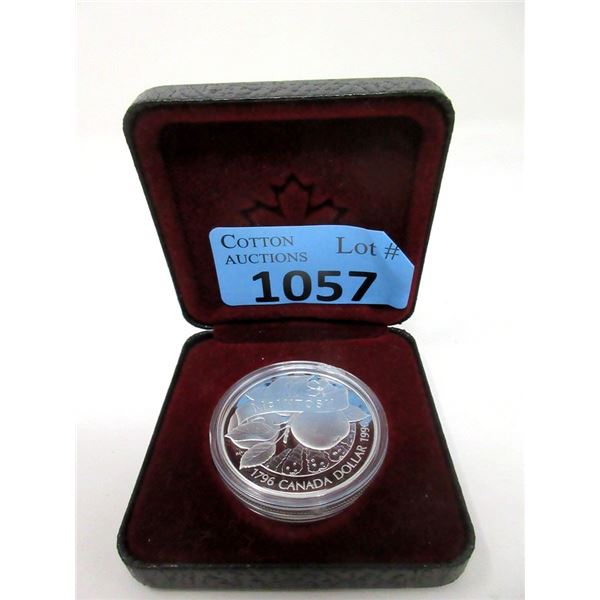 COTTON Lot #
AUCTIONS
1057
McINTOSH
1796 CANADA DOLLAR 1996